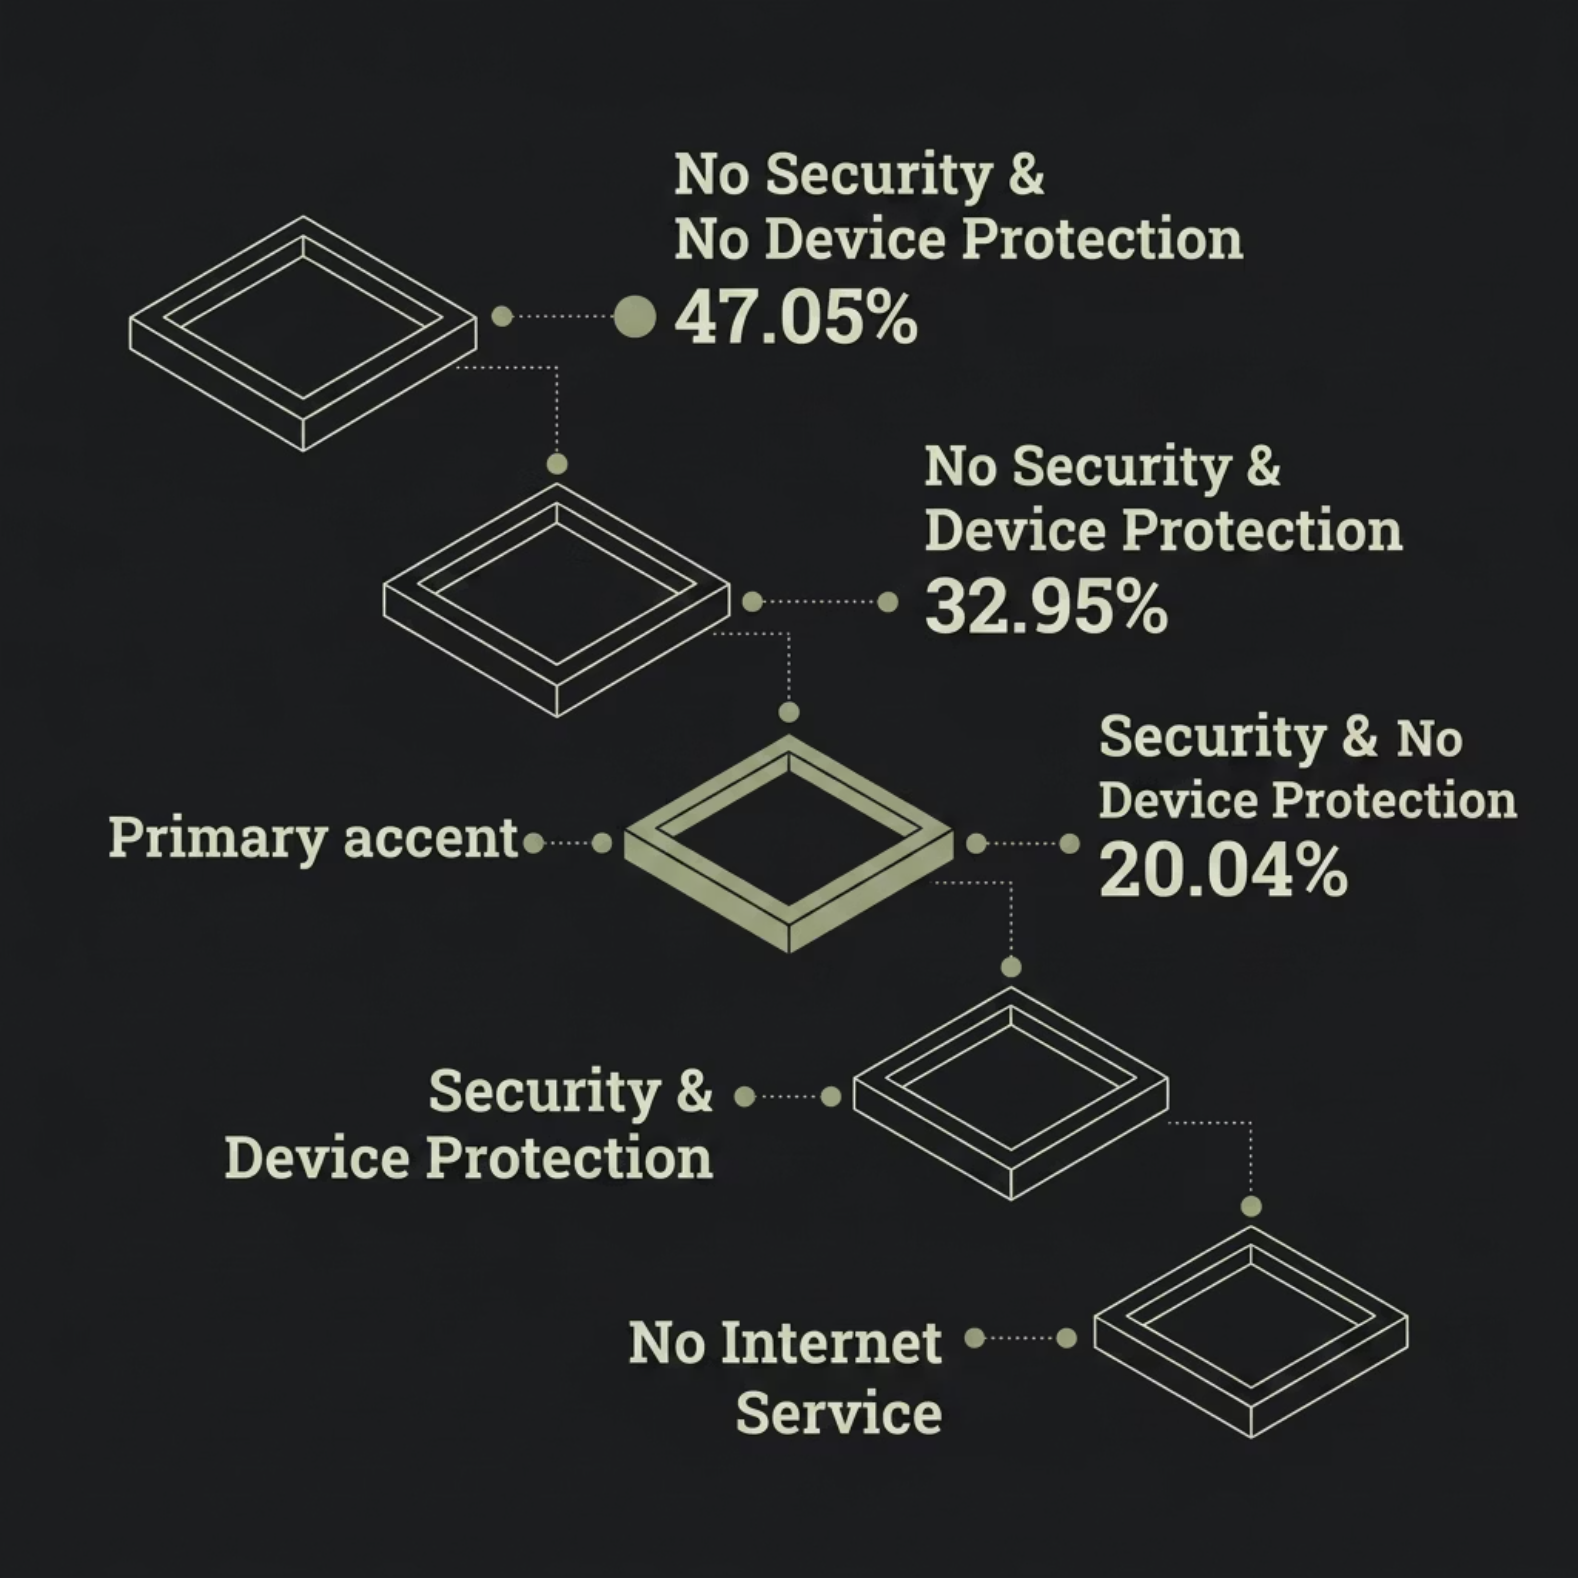 No Security &
No Device Protection
47.05%
No Security &
Device Protection
32.95%
Security & No
Device Protection
20.04%
Primary accent
Security &
Device Protection
No Internet
Service